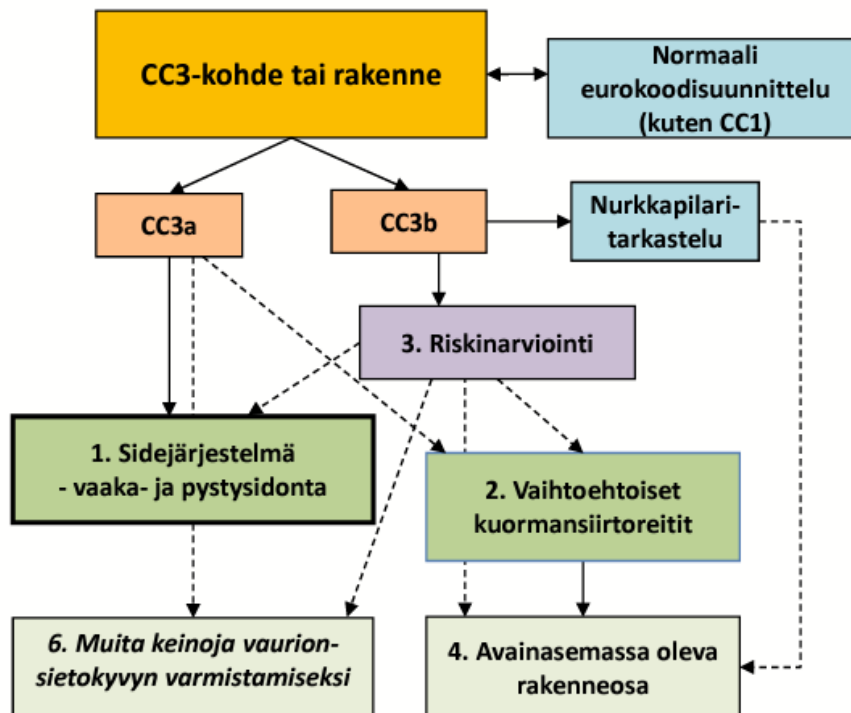 CC3-kohde tai rakenne
Normaali
eurokoodisuunnittelu
(kuten CC1)
CC3a
CC3b
Nurkkapilari-
tarkastelu
3. Riskinarviointi
1. Sidejärjestelmä
- vaaka- ja pystysidonta
2. Vaihtoehtoiset
kuormansiirtoreitit
6. Muita keinoja vaurion-
sietokyvyn varmistamiseksi
4. Avainasemassa oleva
rakenneosa